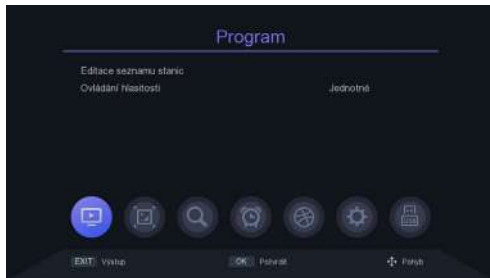 Program
Editace seznamu stanic
Ovládání hlasitosti Jednotné
EXIT Výstup OK Potvrdit Pohyb